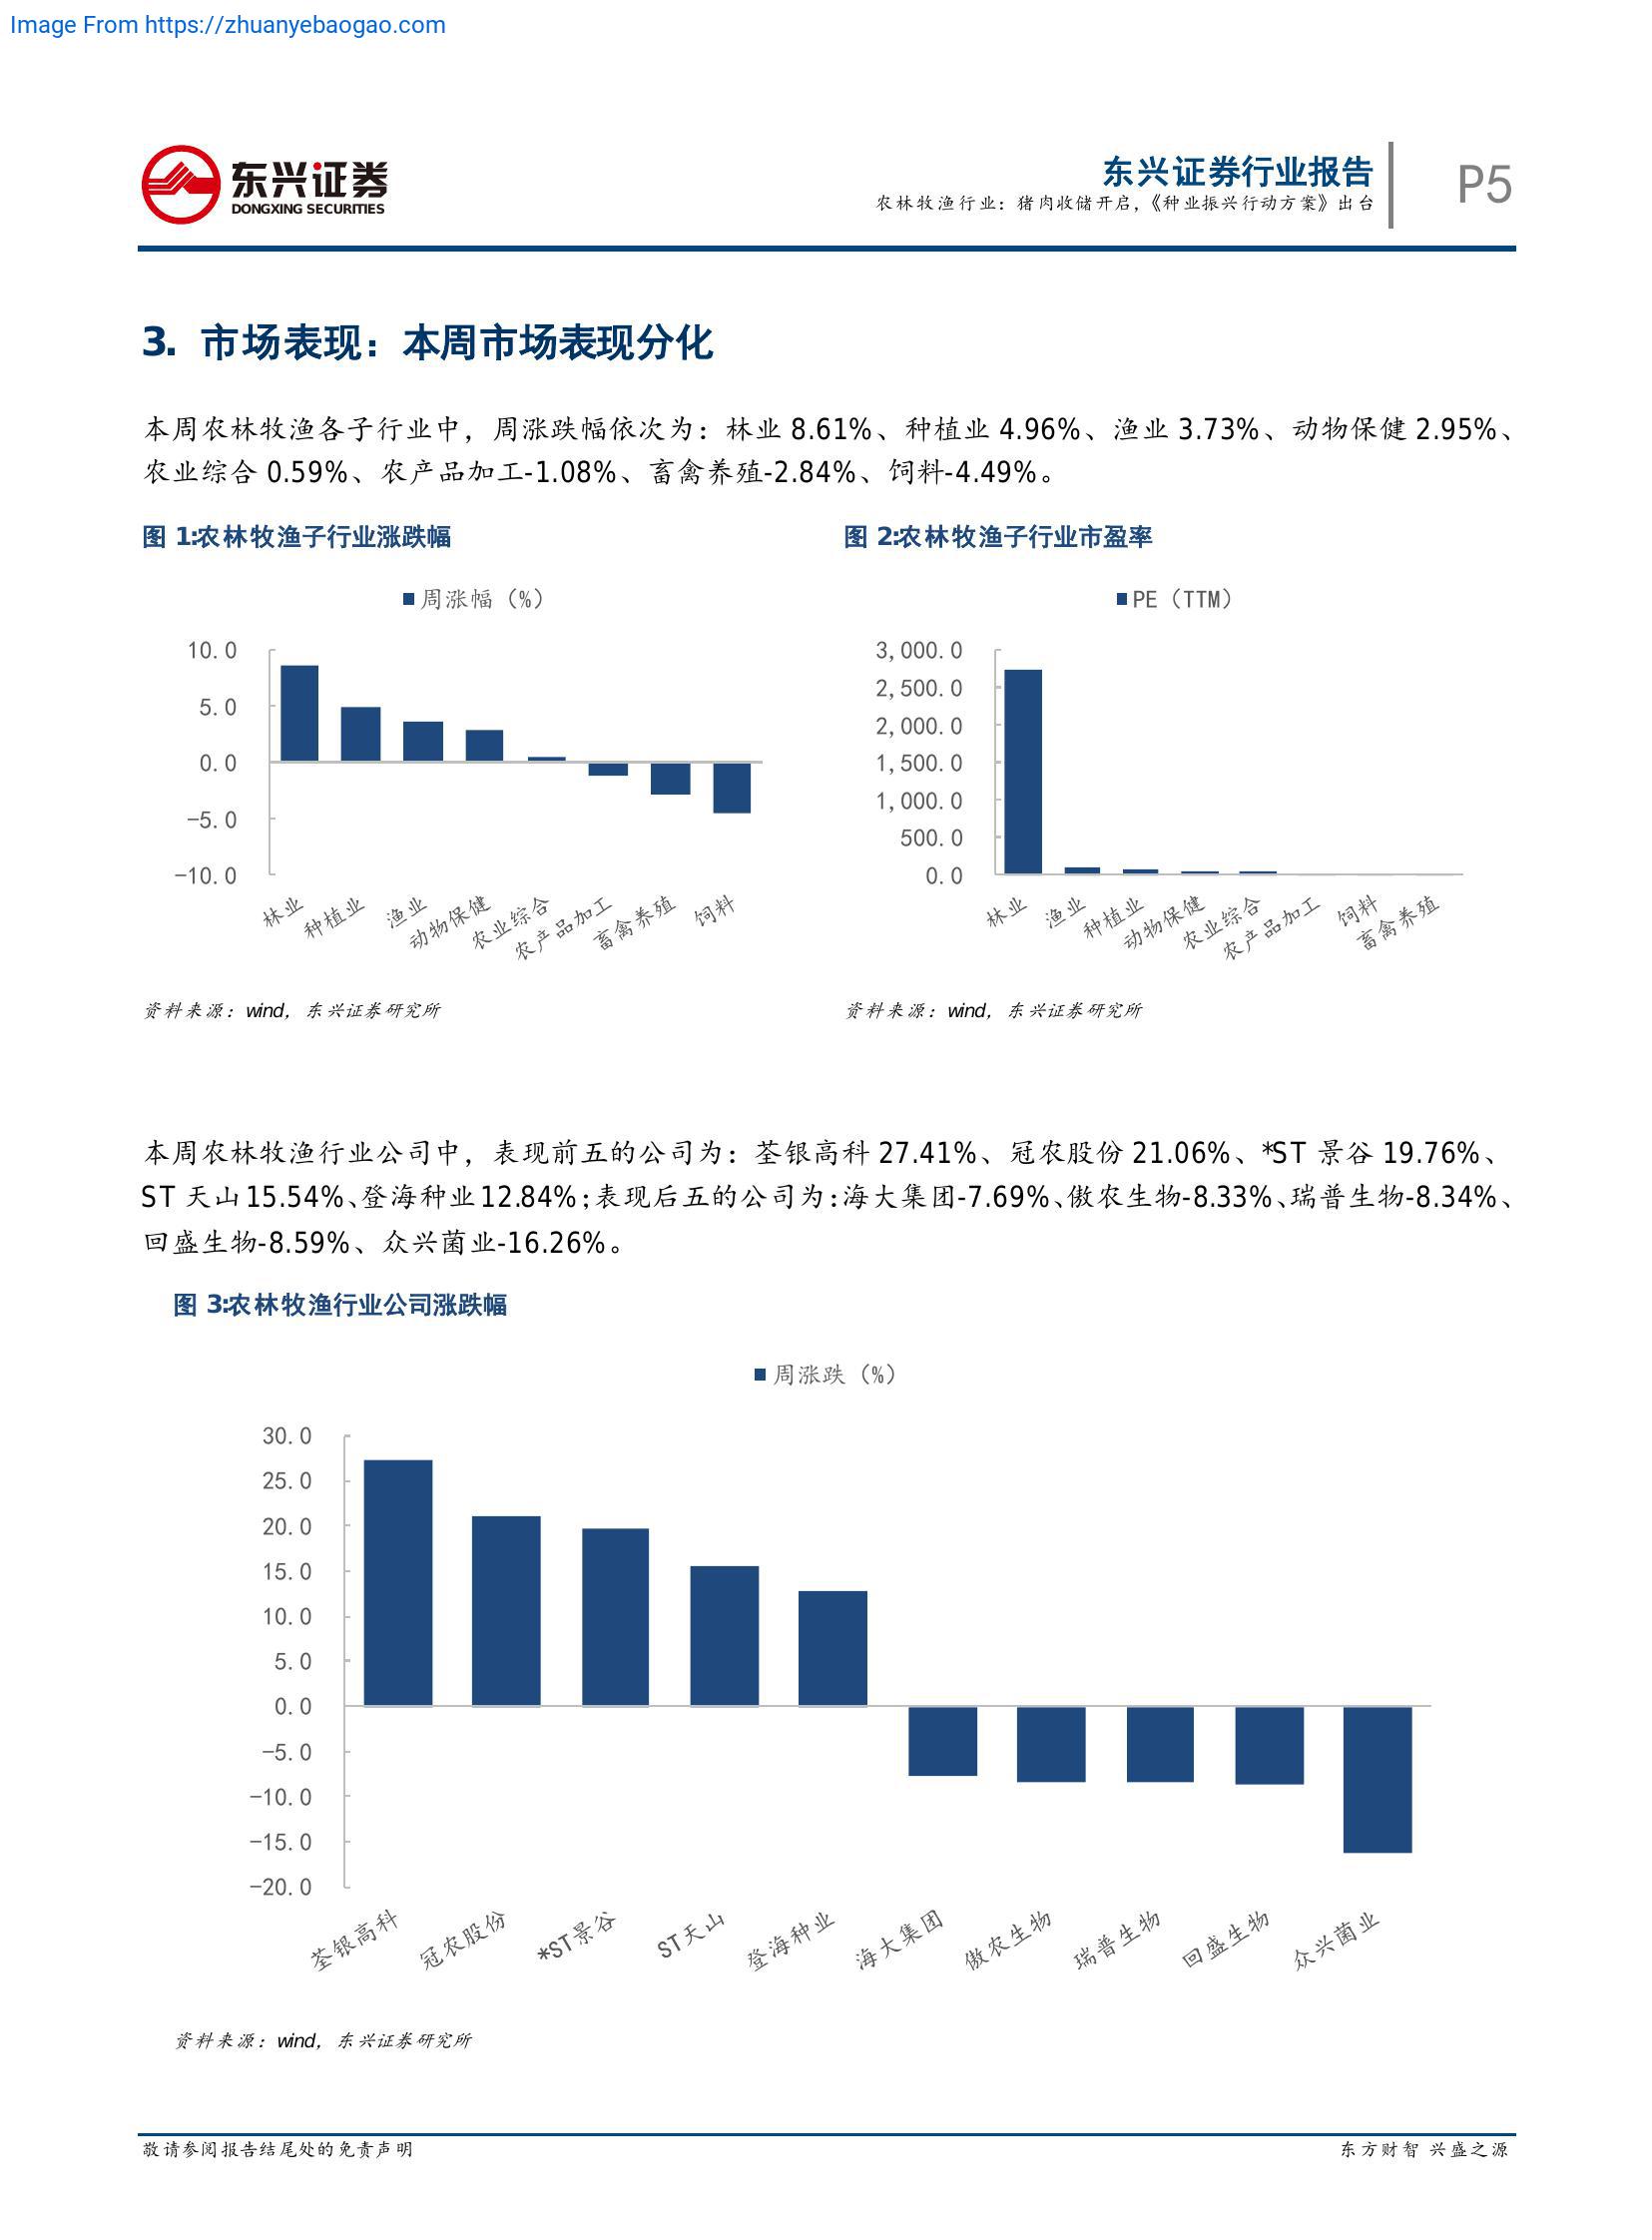 Image From https://zhuanyebaogao.com
东兴证券
DONGXING SECURITIES
东兴证券行业报告
农林牧渔行业：猪肉收储开启，《种业振兴行动方案》出台
P5
3. 市场表现：本周市场表现分化
本周农林牧渔各子行业中，周涨跌幅依次为：林业 8.61%、种植业 4.96%、渔业 3.73%、动物保健 2.95%、
农业综合 0.59%、农产品加工-1.08%、畜禽养殖-2.84%、饲料-4.49%。
图 1:农林牧渔子行业涨跌幅
周涨幅（%）
10.0
5.0
0.0
-5.0
-10.0
林业
种植业
渔业
动物保健
农业综合
农产品加工
畜禽养殖
饲料
资料来源：wind，东兴证券研究所
图 2:农林牧渔子行业市盈率
PE（TTM）
3,000.0
2,500.0
2,000.0
1,500.0
1,000.0
500.0
0.0
林业
渔业
种植业
动物保健
农业综合
农产品加工
饲料
畜禽养殖
资料来源：wind，东兴证券研究所
本周农林牧渔行业公司中，表现前五的公司为：荃银高科 27.41%、冠农股份 21.06%、*ST 景谷 19.76%、
ST 天山 15.54%、登海种业 12.84%；表现后五的公司为：海大集团-7.69%、傲农生物-8.33%、瑞普生物-8.34%、
回盛生物-8.59%、众兴菌业-16.26%。
图 3:农林牧渔行业公司涨跌幅
周涨跌（%）
30.0
25.0
20.0
15.0
10.0
5.0
0.0
-5.0
-10.0
-15.0
-20.0
荃银高科
冠农股份
*ST景谷
ST天山
登海种业
海大集团
傲农生物
瑞普生物
回盛生物
众兴菌业
资料来源：wind，东兴证券研究所
敬请参阅报告结尾处的免责声明
东方财智 兴盛之源